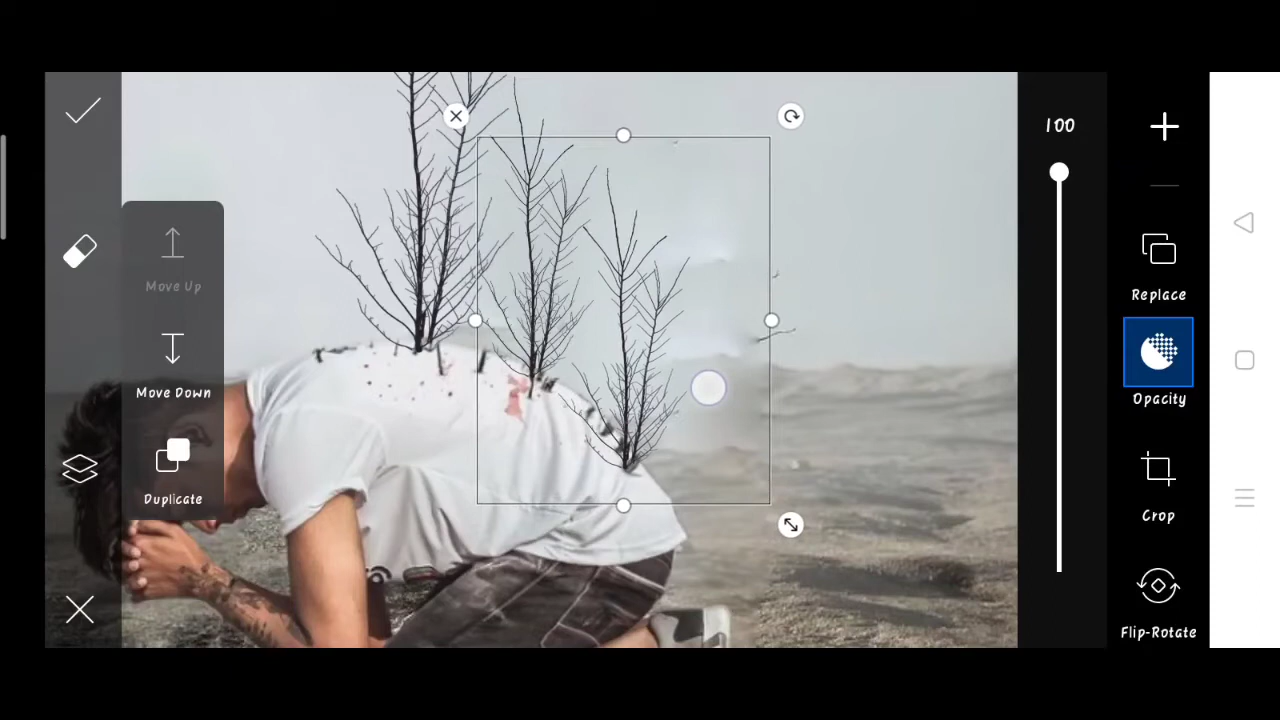 100
Move Up
Replace
Move Down
Opacity
Duplicate
Crop
Flip-Rotate